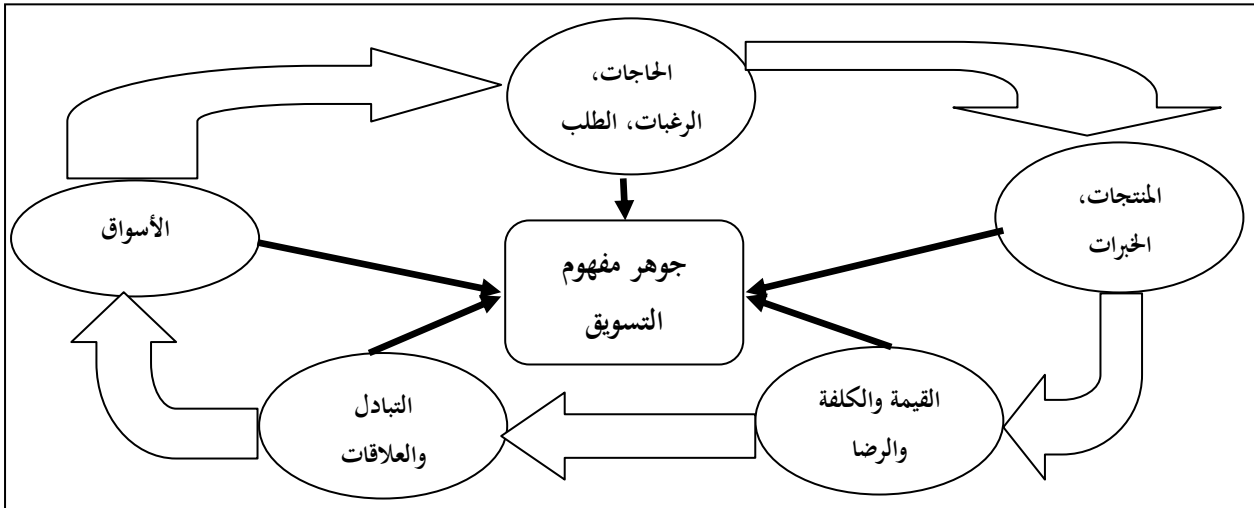 الحاجات،
الرغبات، الطلب
المنتجات،
الخبرات
الأسواق
جوهر مفهوم
التسويق
القيمة والكلفة
والرضا
التبادل
والعلاقات